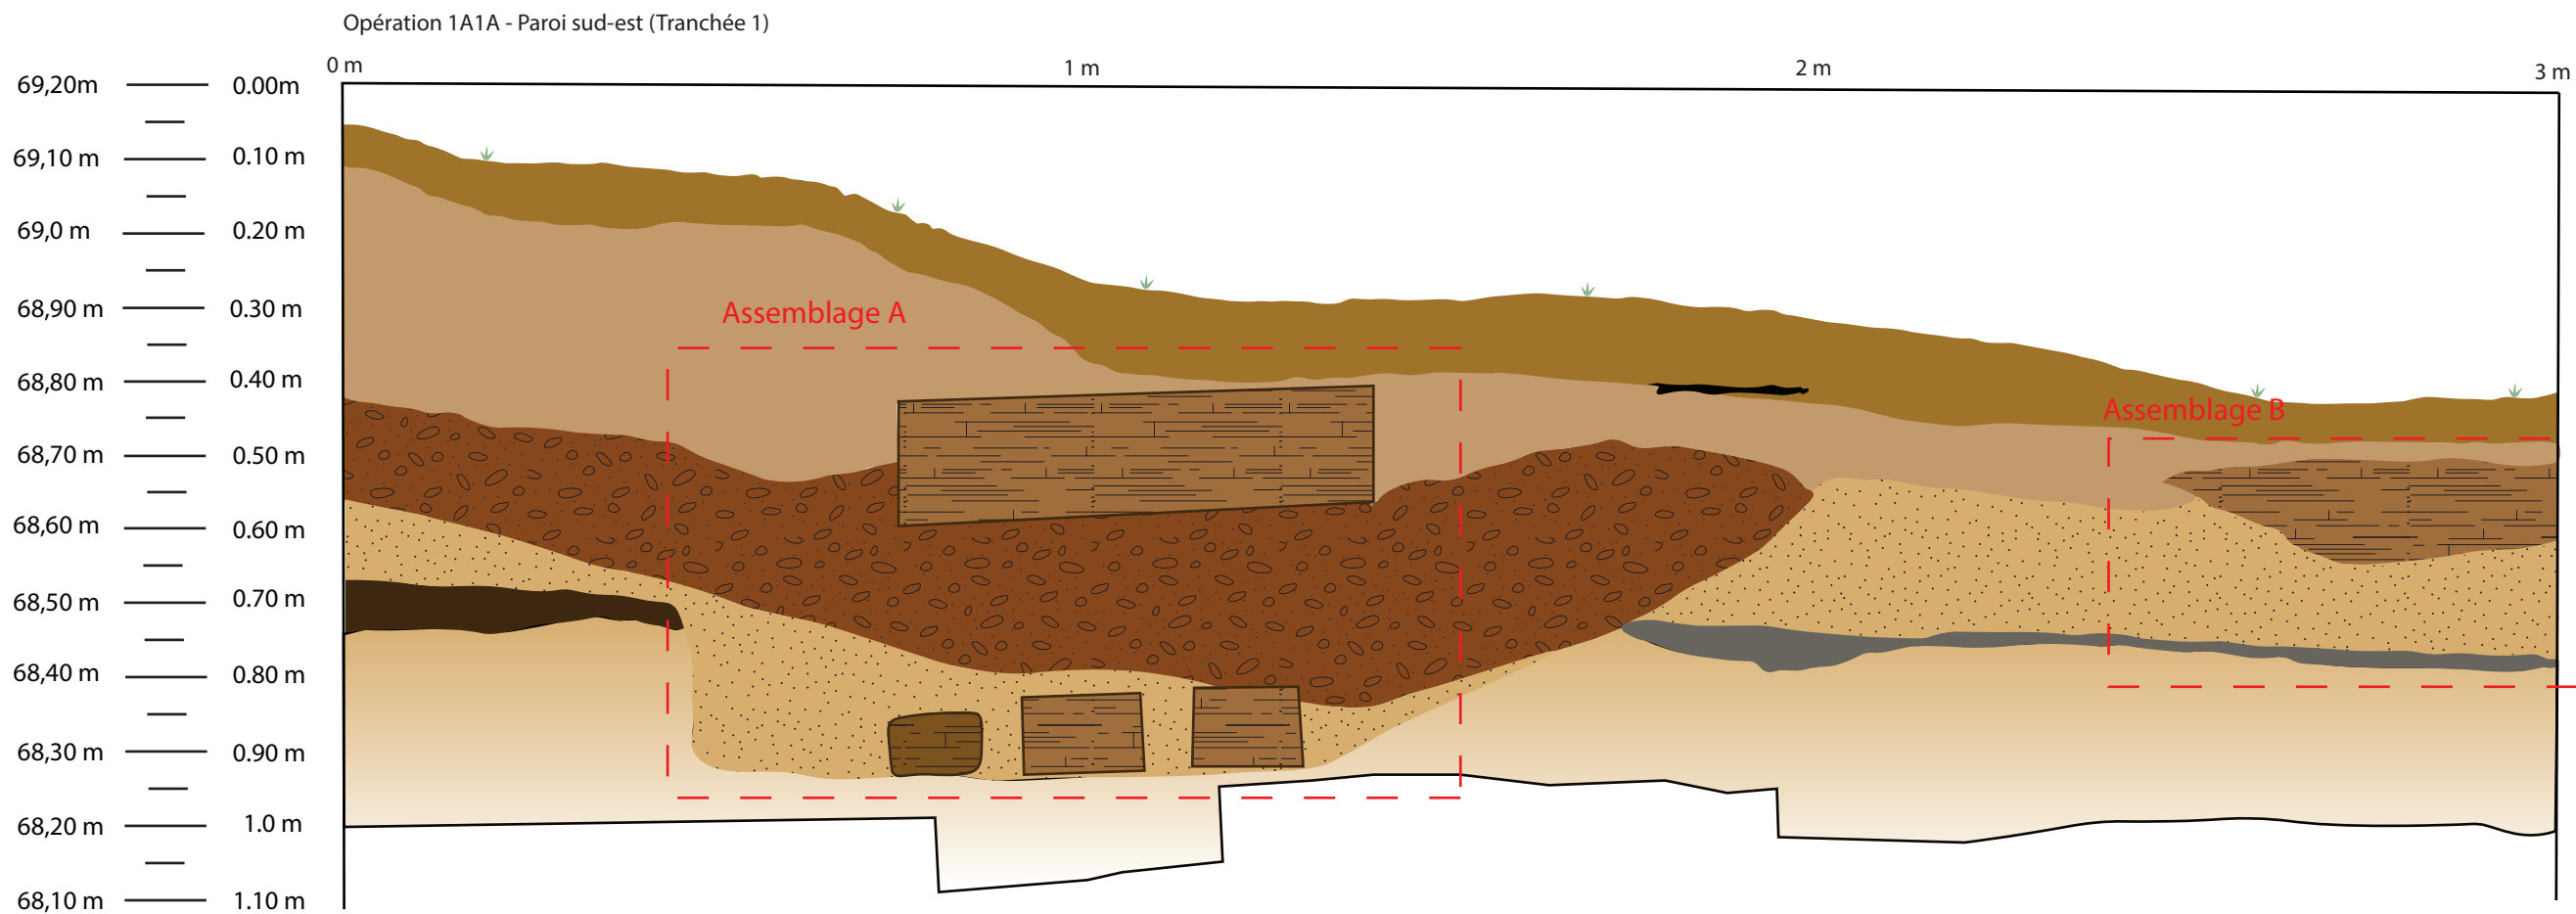 Opération 1A1A - Paroi sud-est (Tranchée 1)
0 m 1 m 2 m 3 m
69,20m 0.00m
69,10 m 0.10 m
69,0 m 0.20 m
68,90 m 0.30 m
Assemblage A
68,80 m 0.40 m
Assemblage B
68,70 m 0.50 m
68,60 m 0.60 m
68,50 m 0.70 m
68,40 m 0.80 m
68,30 m 0.90 m
68,20 m 1.0 m
68,10 m 1.10 m